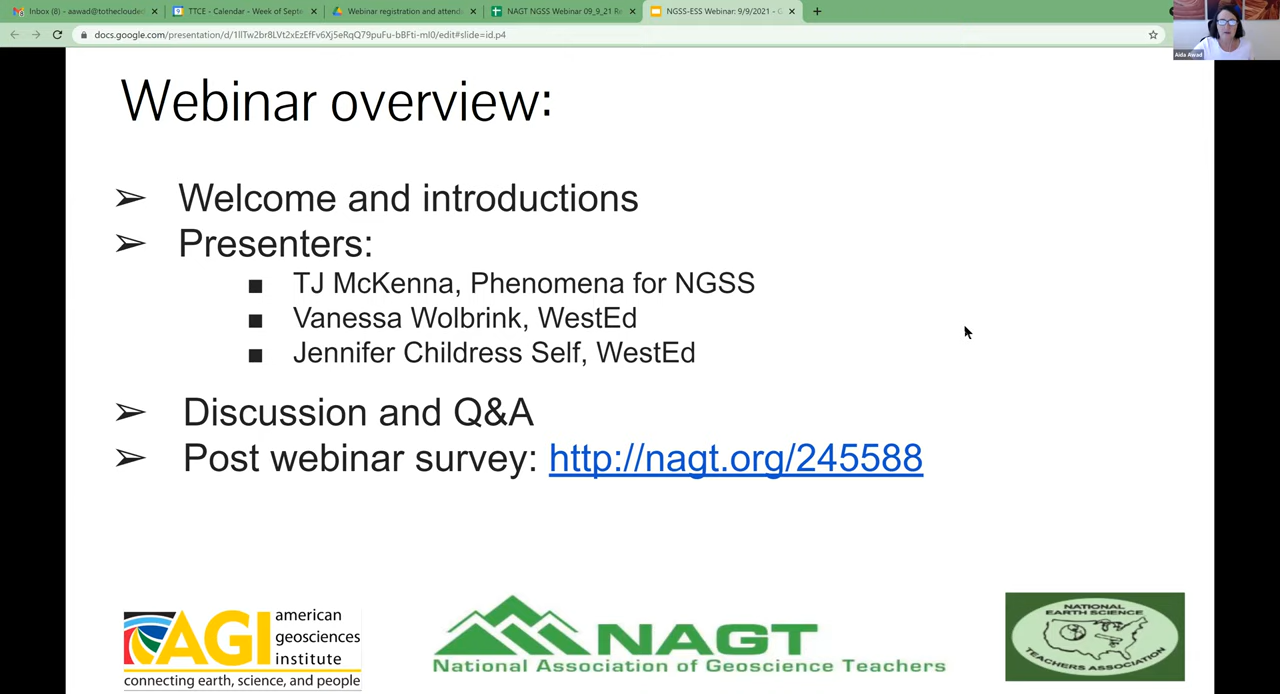 Inbox (8) - aawad@totheclouded
TTCE - Calendar - Week of Septe
Webinar registration and attenda
NAGT NGSS Webinar 09_9_21 Re
NGSS-ESS Webinar: 9/9/2021 - G
docs.google.com/presentation/d/1IlTw2br8LVt2xEzEfFv6Xj5eRqQ79puFu-bBFti-mI0/edit#slide=id.p4
Aida Awad
Webinar overview:
➢ Welcome and introductions
➢ Presenters:
■ TJ McKenna, Phenomena for NGSS
■ Vanessa Wolbrink, WestEd
■ Jennifer Childress Self, WestEd
➢ Discussion and Q&A
➢ Post webinar survey: http://nagt.org/245588
AGI
american
geosciences
institute
connecting earth, science, and people
NAGT
National Association of Geoscience Teachers
NATIONAL
EARTH SCIENCE
TEACHERS ASSOCIATION